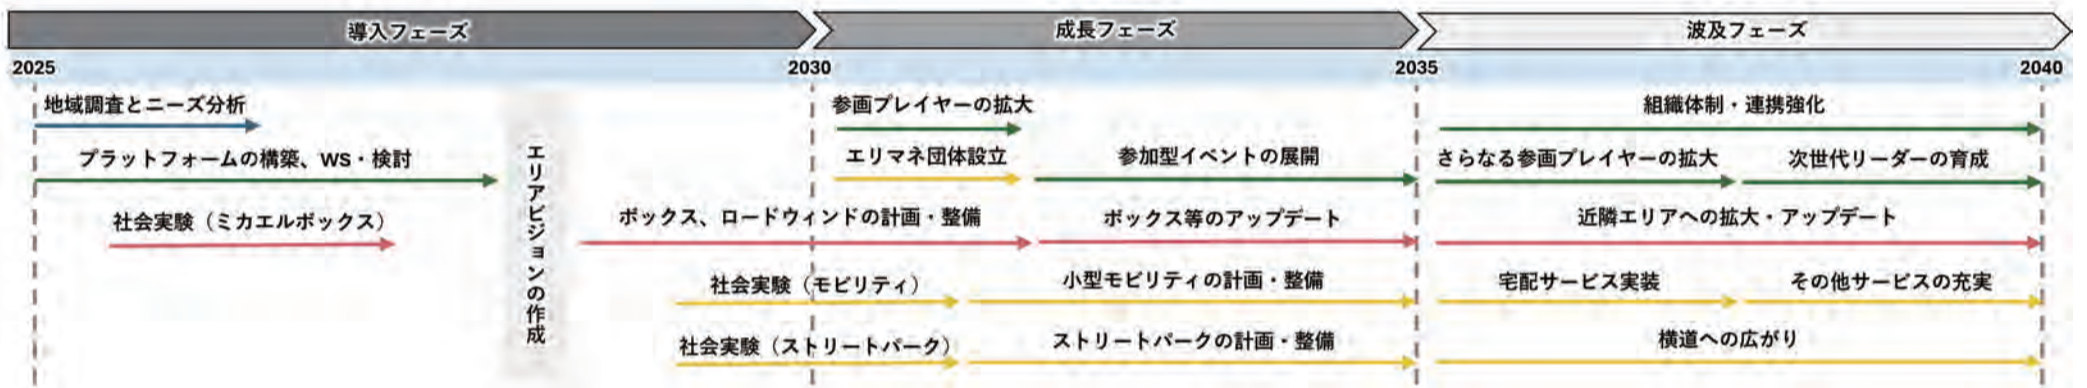 導入フェーズ
成長フェーズ
波及フェーズ
2025
2030
2035
2040
地域調査とニーズ分析
参画プレイヤーの拡大
組織体制・連携強化
プラットフォームの構築、WS・検討
エリマネ団体設立
参加型イベントの展開
さらなる参画プレイヤーの拡大
次世代リーダーの育成
エリアビジョンの作成
社会実験（ミカエルボックス）
ボックス、ロードウィンドの計画・整備
ボックス等のアップデート
近隣エリアへの拡大・アップデート
社会実験（モビリティ）
小型モビリティの計画・整備
宅配サービス実装
その他サービスの充実
社会実験（ストリートパーク）
ストリートパークの計画・整備
横道への広がり